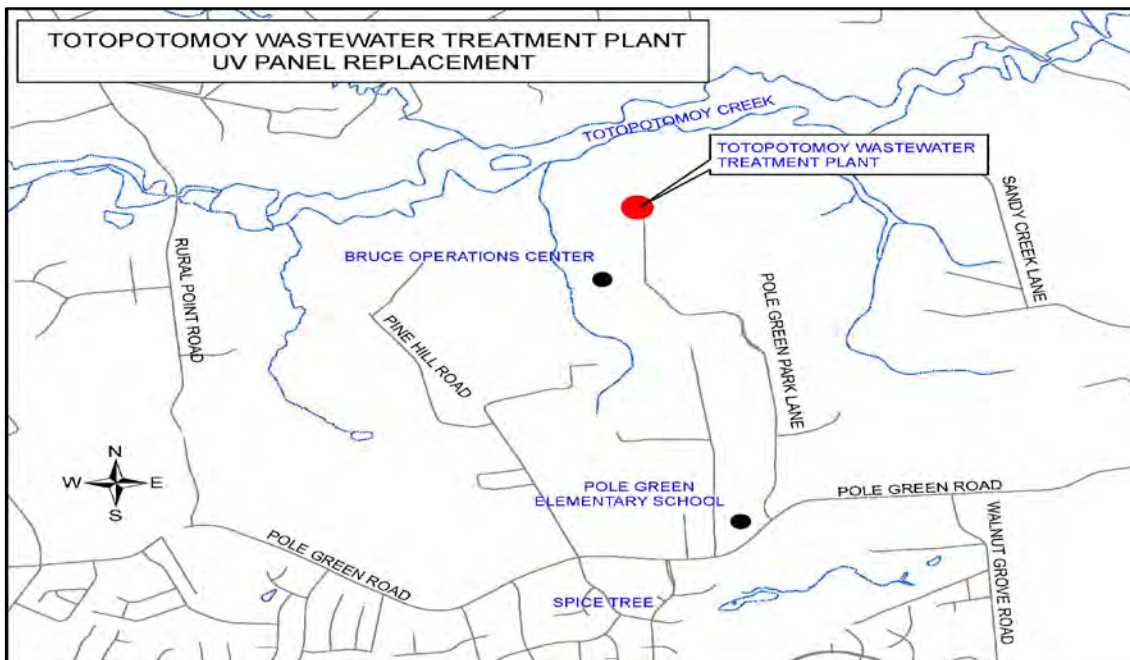 TOTOPOTOMOY WASTEWATER TREATMENT PLANT
UV PANEL REPLACEMENT
TOTOPOTOMOY CREEK
TOTOPOTOMOY WASTEWATER
TREATMENT PLANT
SANDY CREEK LANE
RURAL POINT ROAD
BRUCE OPERATIONS CENTER
PINE HILL ROAD
POLE GREEN PARK LANE
N
W E
S
POLE GREEN
ELEMENTARY SCHOOL
POLE GREEN ROAD
WALNUT GROVE ROAD
POLE GREEN ROAD
SPICE TREE